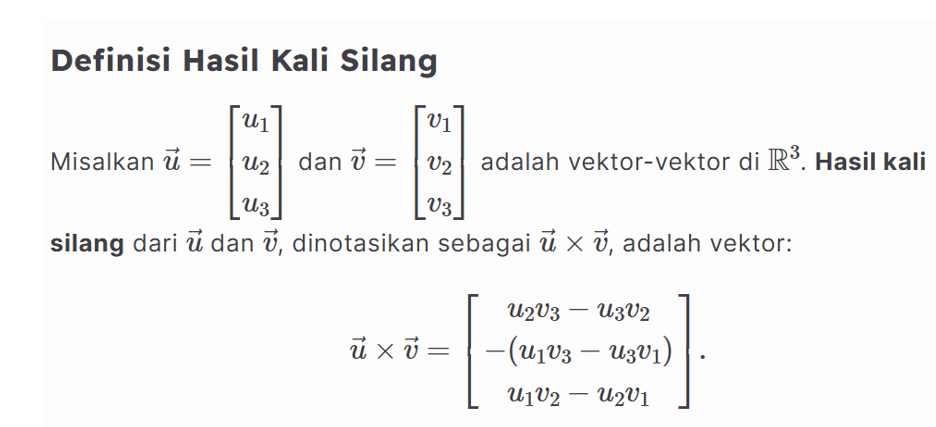 Definisi Hasil Kali Silang
Misalkan $\vec{u} = \begin{bmatrix} u_1 \\ u_2 \\ u_3 \end{bmatrix}$ dan $\vec{v} = \begin{bmatrix} v_1 \\ v_2 \\ v_3 \end{bmatrix}$ adalah vektor-vektor di $\mathbb{R}^3$. Hasil kali
silang dari $\vec{u}$ dan $\vec{v}$, dinotasikan sebagai $\vec{u} \times \vec{v}$, adalah vektor:
$\vec{u} \times \vec{v} = \begin{bmatrix} u_2v_3 - u_3v_2 \\ -(u_1v_3 - u_3v_1) \\ u_1v_2 - u_2v_1 \end{bmatrix}.$